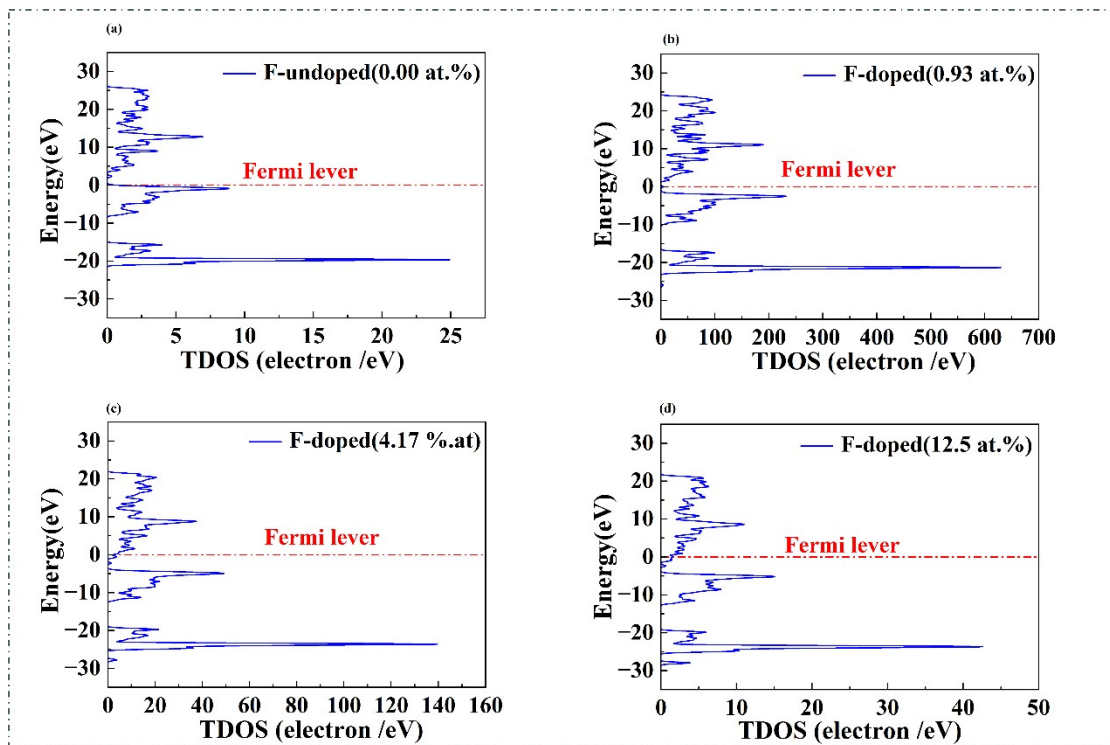 (a)
F-undoped(0.00 at.%)
Fermi lever
Energy(eV)
30
20
10
0
−10
−20
−30
0 5 10 15 20 25
TDOS (electron /eV)
(b)
F-doped(0.93 at.%)
Fermi lever
Energy(eV)
30
20
10
0
−10
−20
−30
0 100 200 300 400 500 600 700
TDOS (electron /eV)
(c)
F-doped(4.17 %.at)
Fermi lever
Energy(eV)
30
20
10
0
−10
−20
−30
0 20 40 60 80 100 120 140 160
TDOS (electron /eV)
(d)
F-doped(12.5 at.%)
Fermi lever
Energy(eV)
30
20
10
0
−10
−20
−30
0 10 20 30 40 50
TDOS (electron /eV)